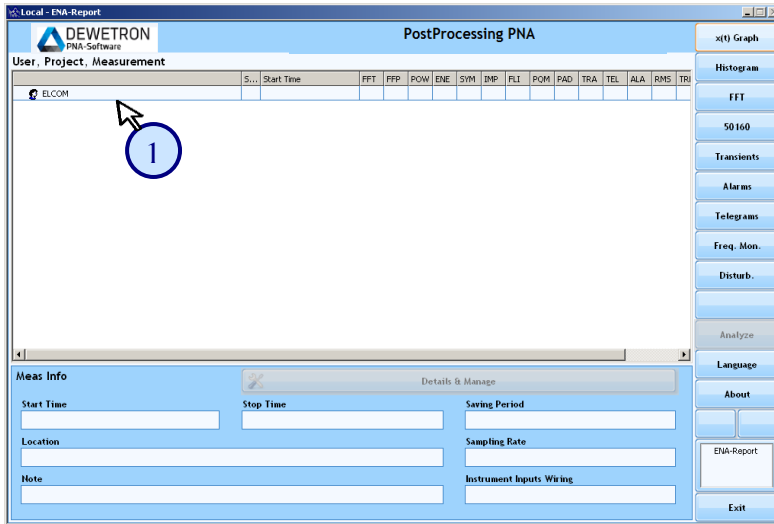 Local - ENA-Report
DEWETRON
PNA-Software
PostProcessing PNA
User, Project, Measurement
S... Start Time FFT FFP POW ENE SYM IMP FLI PQM PAD TRA TEL ALA RMS TRI
ELCOM
1
Meas Info
Details & Manage
Start Time
Stop Time
Saving Period
Location
Sampling Rate
Note
Instrument Inputs Wiring
x(t) Graph
Histogram
FFT
50160
Transients
Alarms
Telegrams
Freq. Mon.
Disturb.
Analyze
Language
About
ENA-Report
Exit